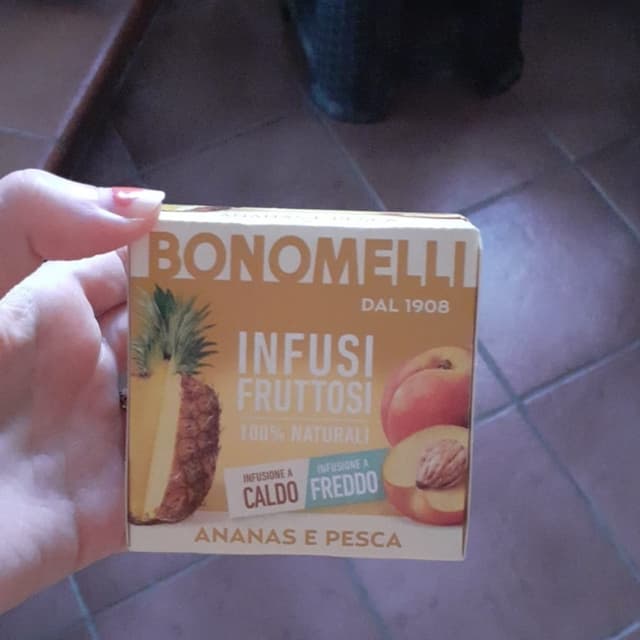 BONOMELLI
DAL 1908
INFUSI
FRUTTOSI
100% NATURALI
INFUSIONE A
CALDO
INFUSIONE A
FREDDO
ANANAS E PESCA